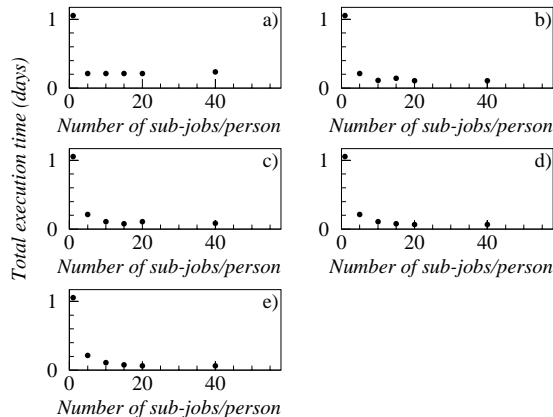 Total execution time (days)
1
0
a)
0 20 40
Number of sub-jobs/person
1
0
b)
0 20 40
Number of sub-jobs/person
1
0
c)
0 20 40
Number of sub-jobs/person
1
0
d)
0 20 40
Number of sub-jobs/person
1
0
e)
0 20 40
Number of sub-jobs/person